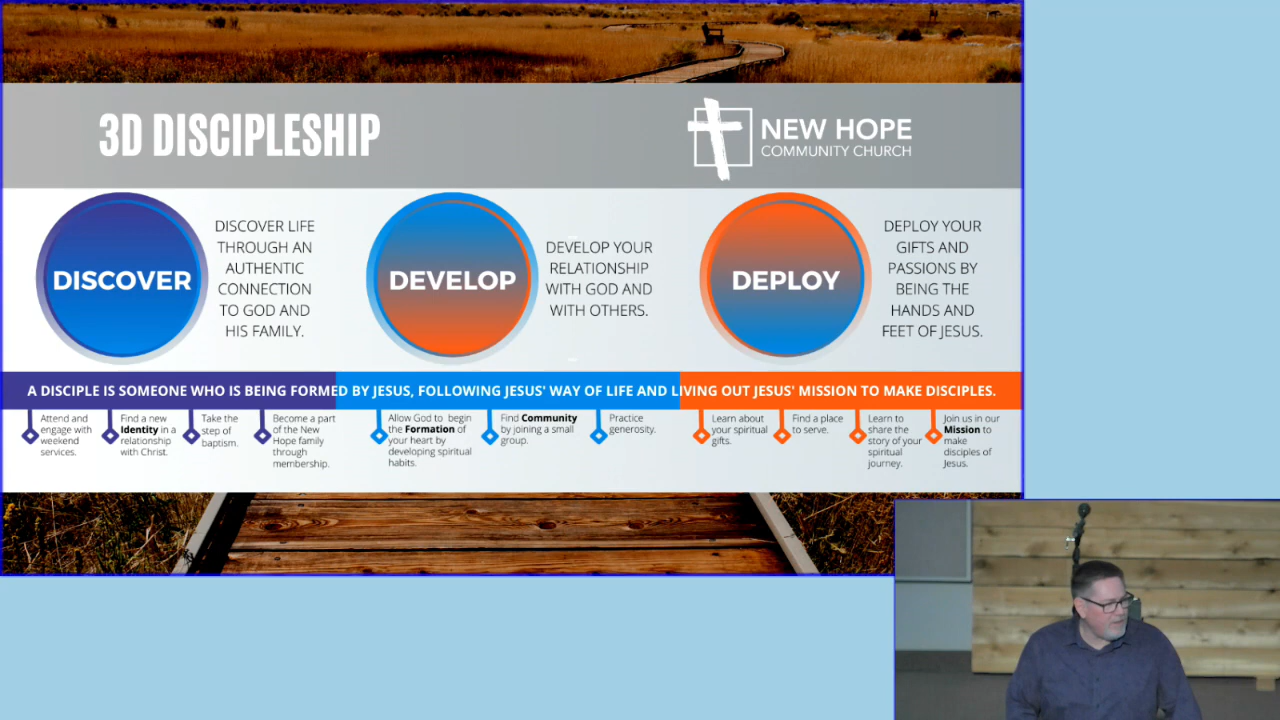 3D DISCIPLESHIP
NEW HOPE
COMMUNITY CHURCH
DISCOVER
DISCOVER LIFE
THROUGH AN
AUTHENTIC
CONNECTION
TO GOD AND
HIS FAMILY.
DEVELOP
DEVELOP YOUR
RELATIONSHIP
WITH GOD AND
WITH OTHERS.
DEPLOY
DEPLOY YOUR
GIFTS AND
PASSIONS BY
BEING THE
HANDS AND
FEET OF JESUS.
A DISCIPLE IS SOMEONE WHO IS BEING FORMED BY JESUS, FOLLOWING JESUS' WAY OF LIFE AND LIVING OUT JESUS' MISSION TO MAKE DISCIPLES.
Attend and
engage with
weekend
services.
Find a new
Identity in a
relationship
with Christ.
Take the
step of
baptism.
Become a part
of the New
Hope family
through
membership.
Allow God to begin
the Formation of
your heart by
developing spiritual
habits.
Find Community
by joining a small
group.
Practice
generosity.
Learn about
your spiritual
gifts.
Find a place
to serve.
Learn to
share the
story of your
spiritual
journey.
Join us in our
Mission to
make
disciples of
Jesus.